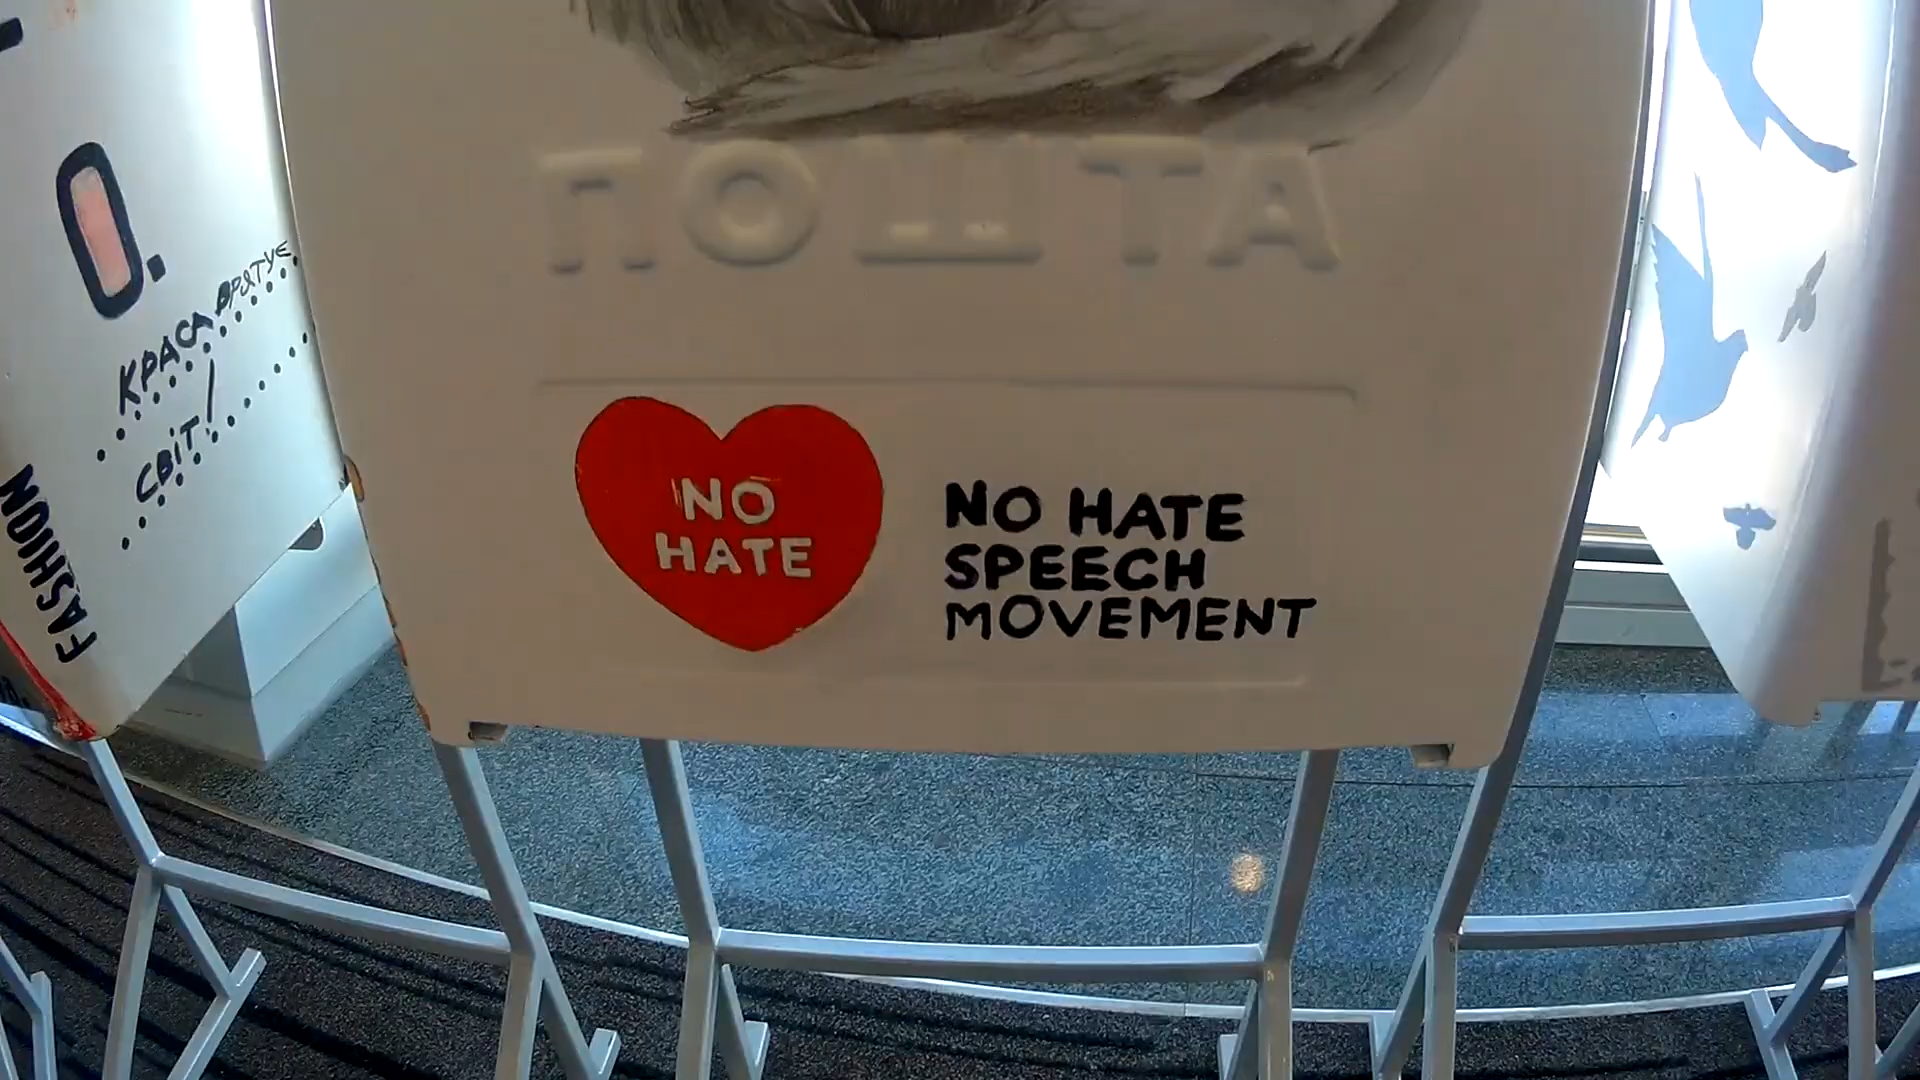 О.
КРАСА ВРЯТУЄ
СВІТ!
FASHION
ПОШТА
NO
HATE
NO HATE
SPEECH
MOVEMENT